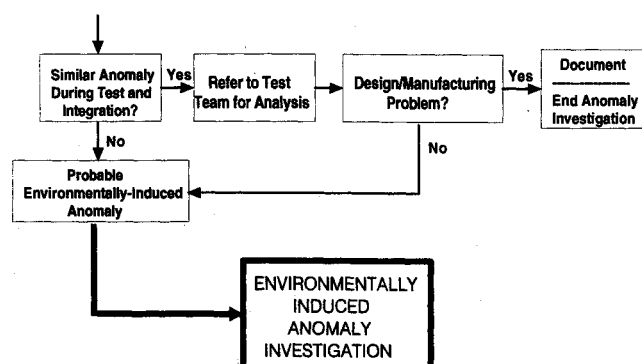 Similar Anomaly
During Test and
Integration?
Yes
Refer to Test
Team for Analysis
Design/Manufacturing
Problem?
Yes
Document
End Anomaly
Investigation
No
No
Probable
Environmentally-Induced
Anomaly
ENVIRONMENTALLY
INDUCED
ANOMALY
INVESTIGATION